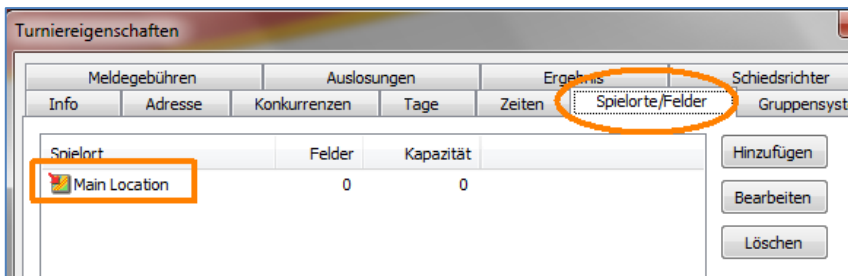 Turniereigenschaften
Meldegebühren Auslosungen Ergebnis Schiedsrichter
Info Adresse Konkurrenzen Tage Zeiten Spielorte/Felder Gruppensyst
Spielort Felder Kapazität
Main Location 0 0
Hinzufügen
Bearbeiten
Löschen